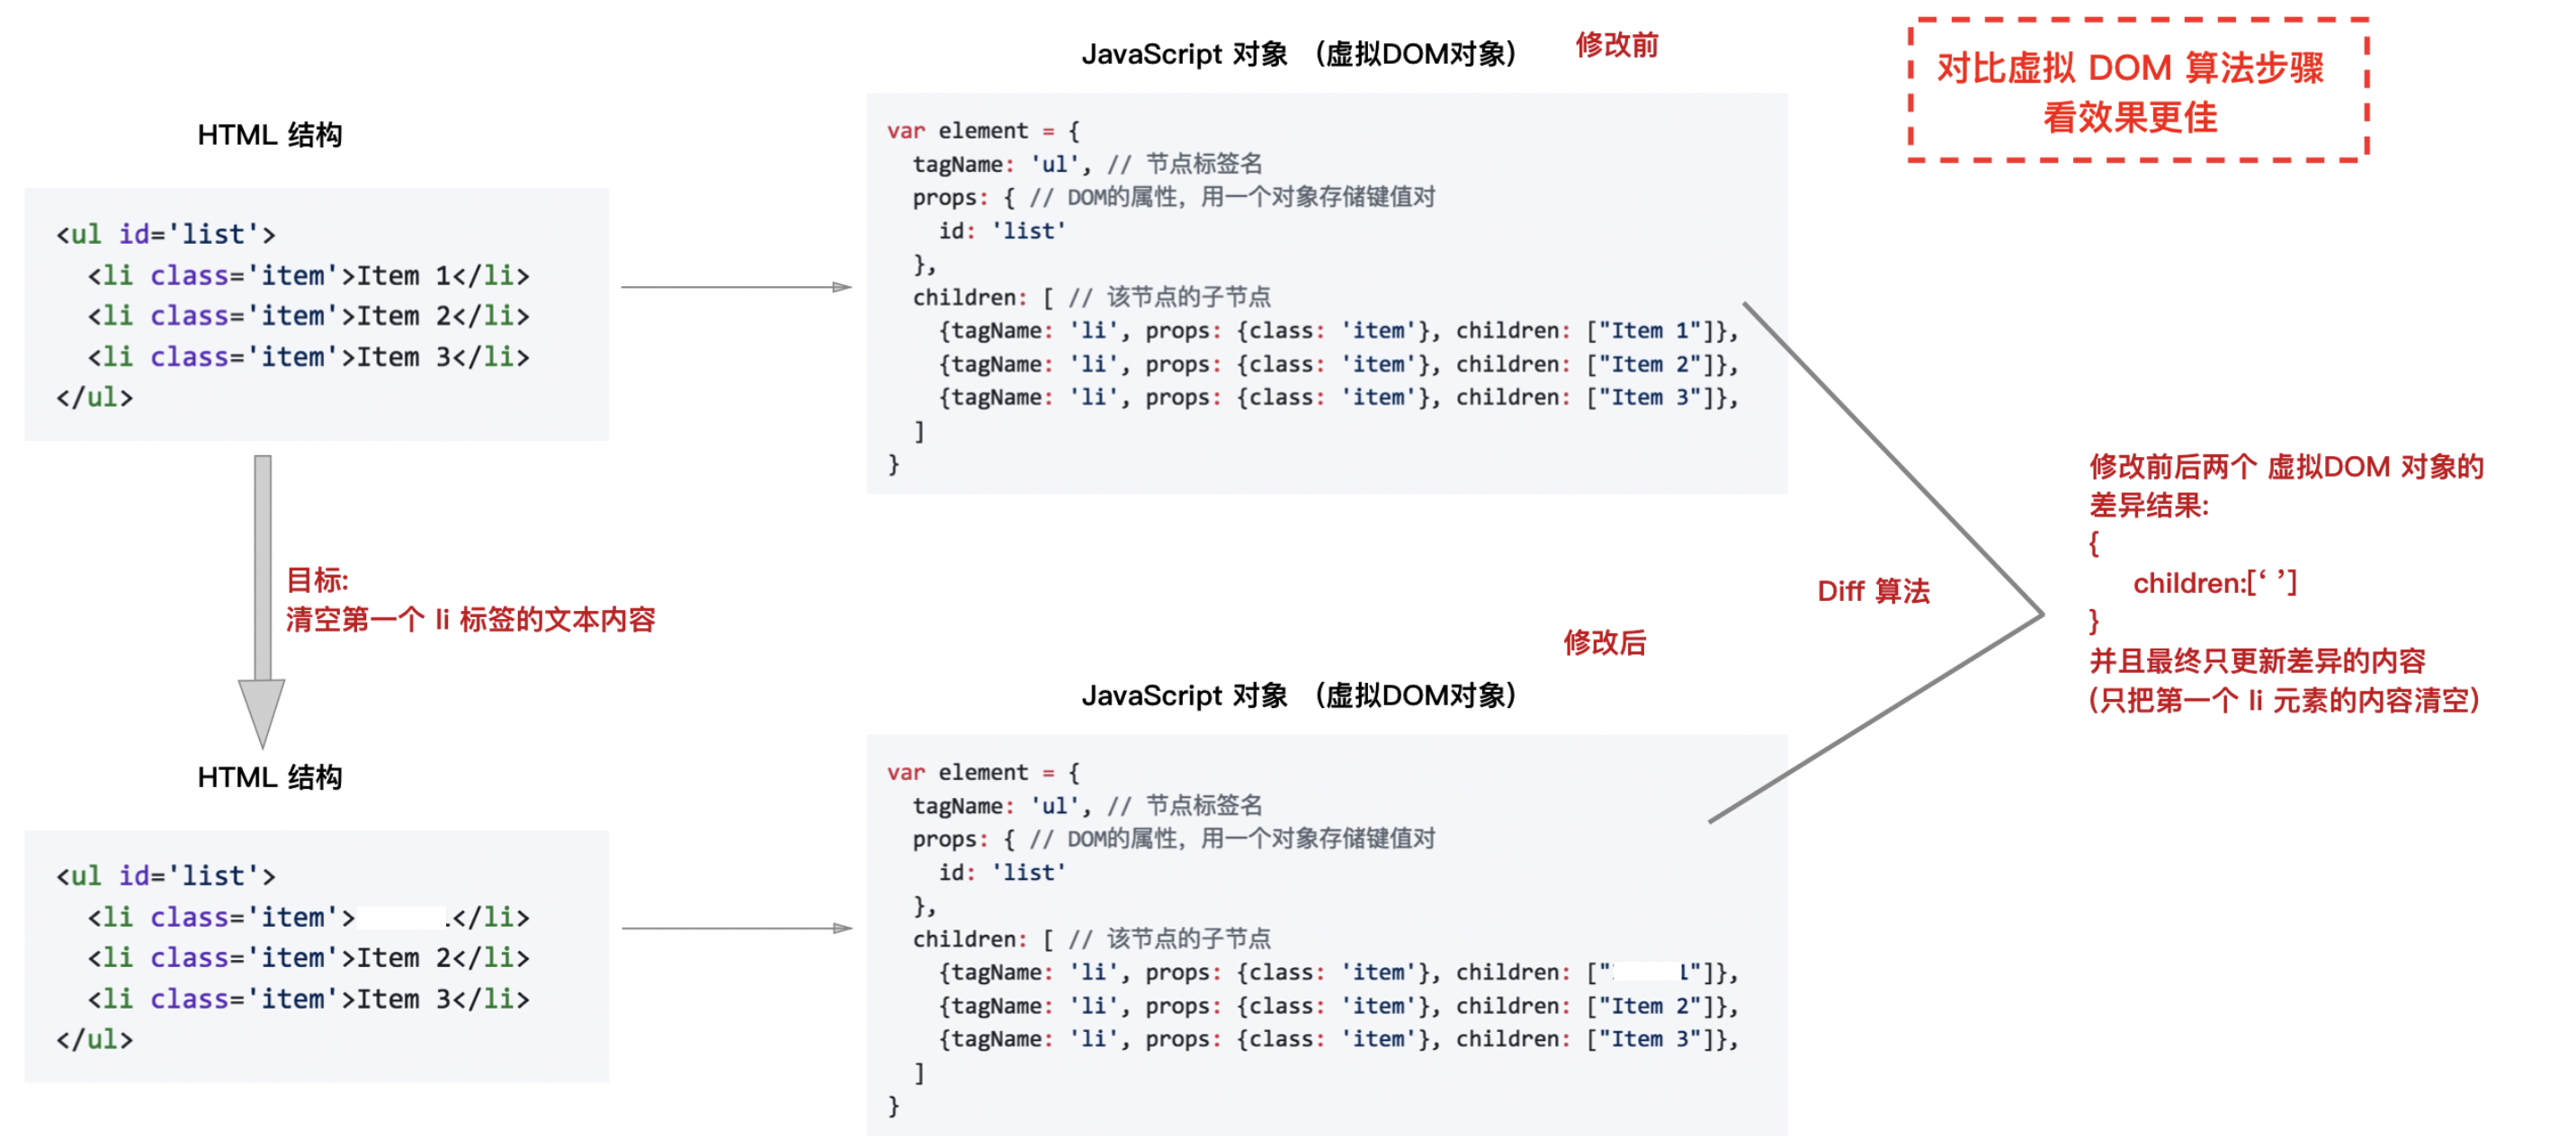 JavaScript 对象 （虚拟DOM对象）
修改前
对比虚拟 DOM 算法步骤
看效果更佳
HTML 结构
<ul id='list'>
  <li class='item'>Item 1</li>
  <li class='item'>Item 2</li>
  <li class='item'>Item 3</li>
</ul>
var element = {
  tagName: 'ul', // 节点标签名
  props: { // DOM的属性，用一个对象存储键值对
    id: 'list'
  },
  children: [ // 该节点的子节点
    {tagName: 'li', props: {class: 'item'}, children: ["Item 1"]},
    {tagName: 'li', props: {class: 'item'}, children: ["Item 2"]},
    {tagName: 'li', props: {class: 'item'}, children: ["Item 3"]},
  ]
}
目标:
清空第一个 li 标签的文本内容
Diff 算法
修改前后两个 虚拟DOM 对象的
差异结果:
{
children:[‘ ’]
}
并且最终只更新差异的内容
(只把第一个 li 元素的内容清空)
修改后
JavaScript 对象 （虚拟DOM对象）
HTML 结构
<ul id='list'>
  <li class='item'></li>
  <li class='item'>Item 2</li>
  <li class='item'>Item 3</li>
</ul>
var element = {
  tagName: 'ul', // 节点标签名
  props: { // DOM的属性，用一个对象存储键值对
    id: 'list'
  },
  children: [ // 该节点的子节点
    {tagName: 'li', props: {class: 'item'}, children: [" "]},
    {tagName: 'li', props: {class: 'item'}, children: ["Item 2"]},
    {tagName: 'li', props: {class: 'item'}, children: ["Item 3"]},
  ]
}